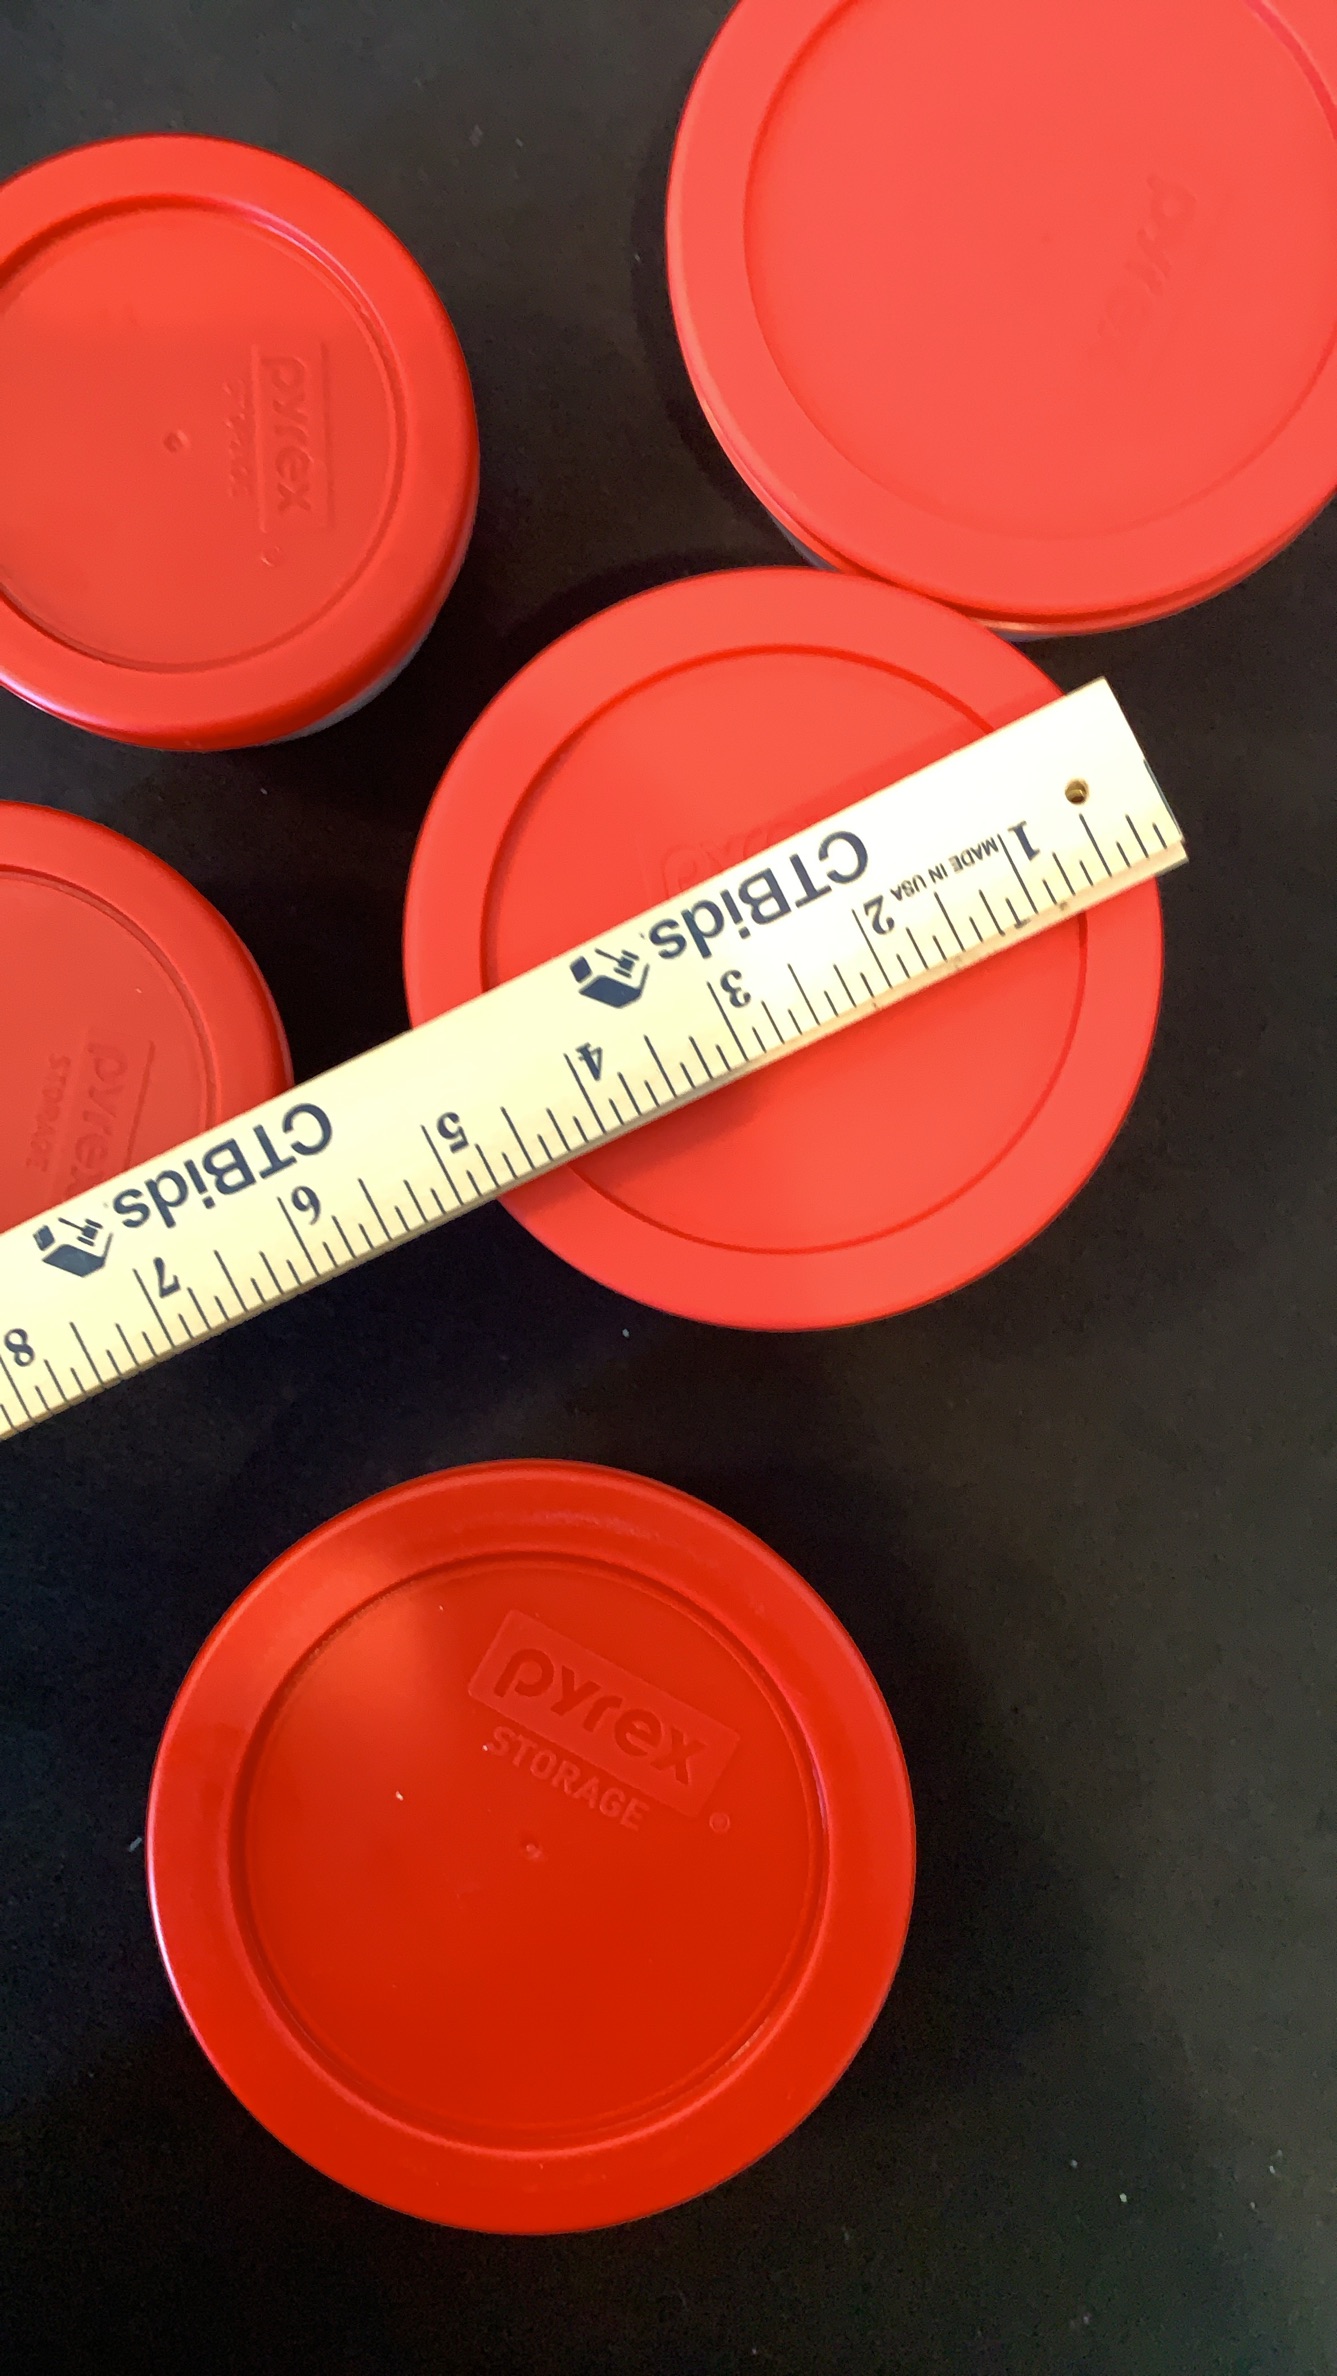 pyrex
pyrex
STORAGE
CTBids.
MADE IN USA
1
2
3
4
5
6
7
8
CTBids.
pyrex
STORAGE
pyrex
STORAGE®